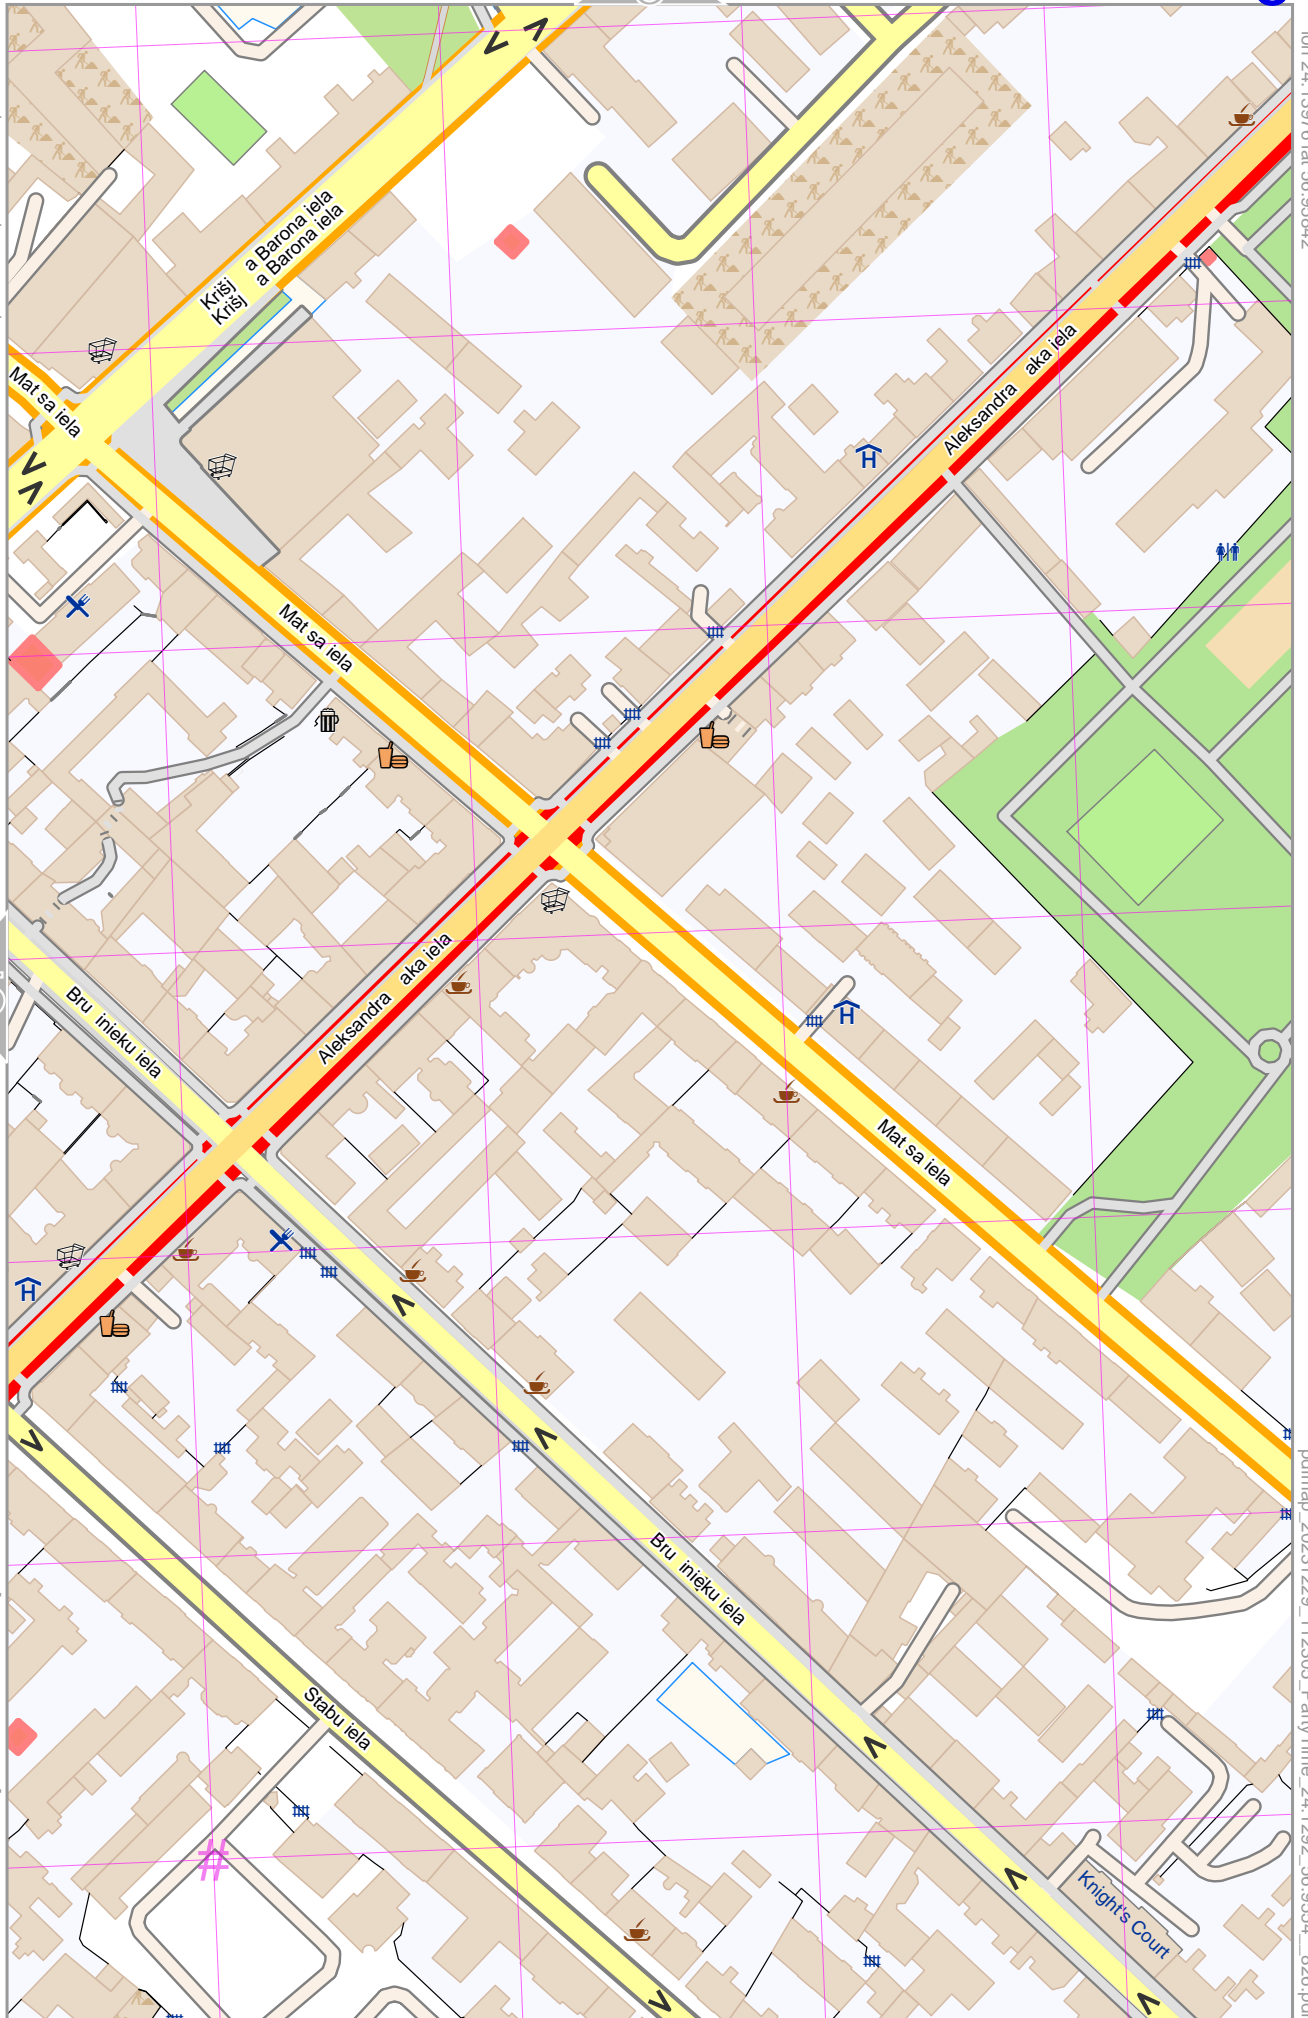 Krišj   a Barona iela
Krišj   a Barona iela
Mat sa iela
Aleksandra   aka iela
Mat sa iela
Aleksandra   aka iela
Bru  inieku iela
Mat sa iela
Bru  inieku iela
Stabu iela
Knight's Court